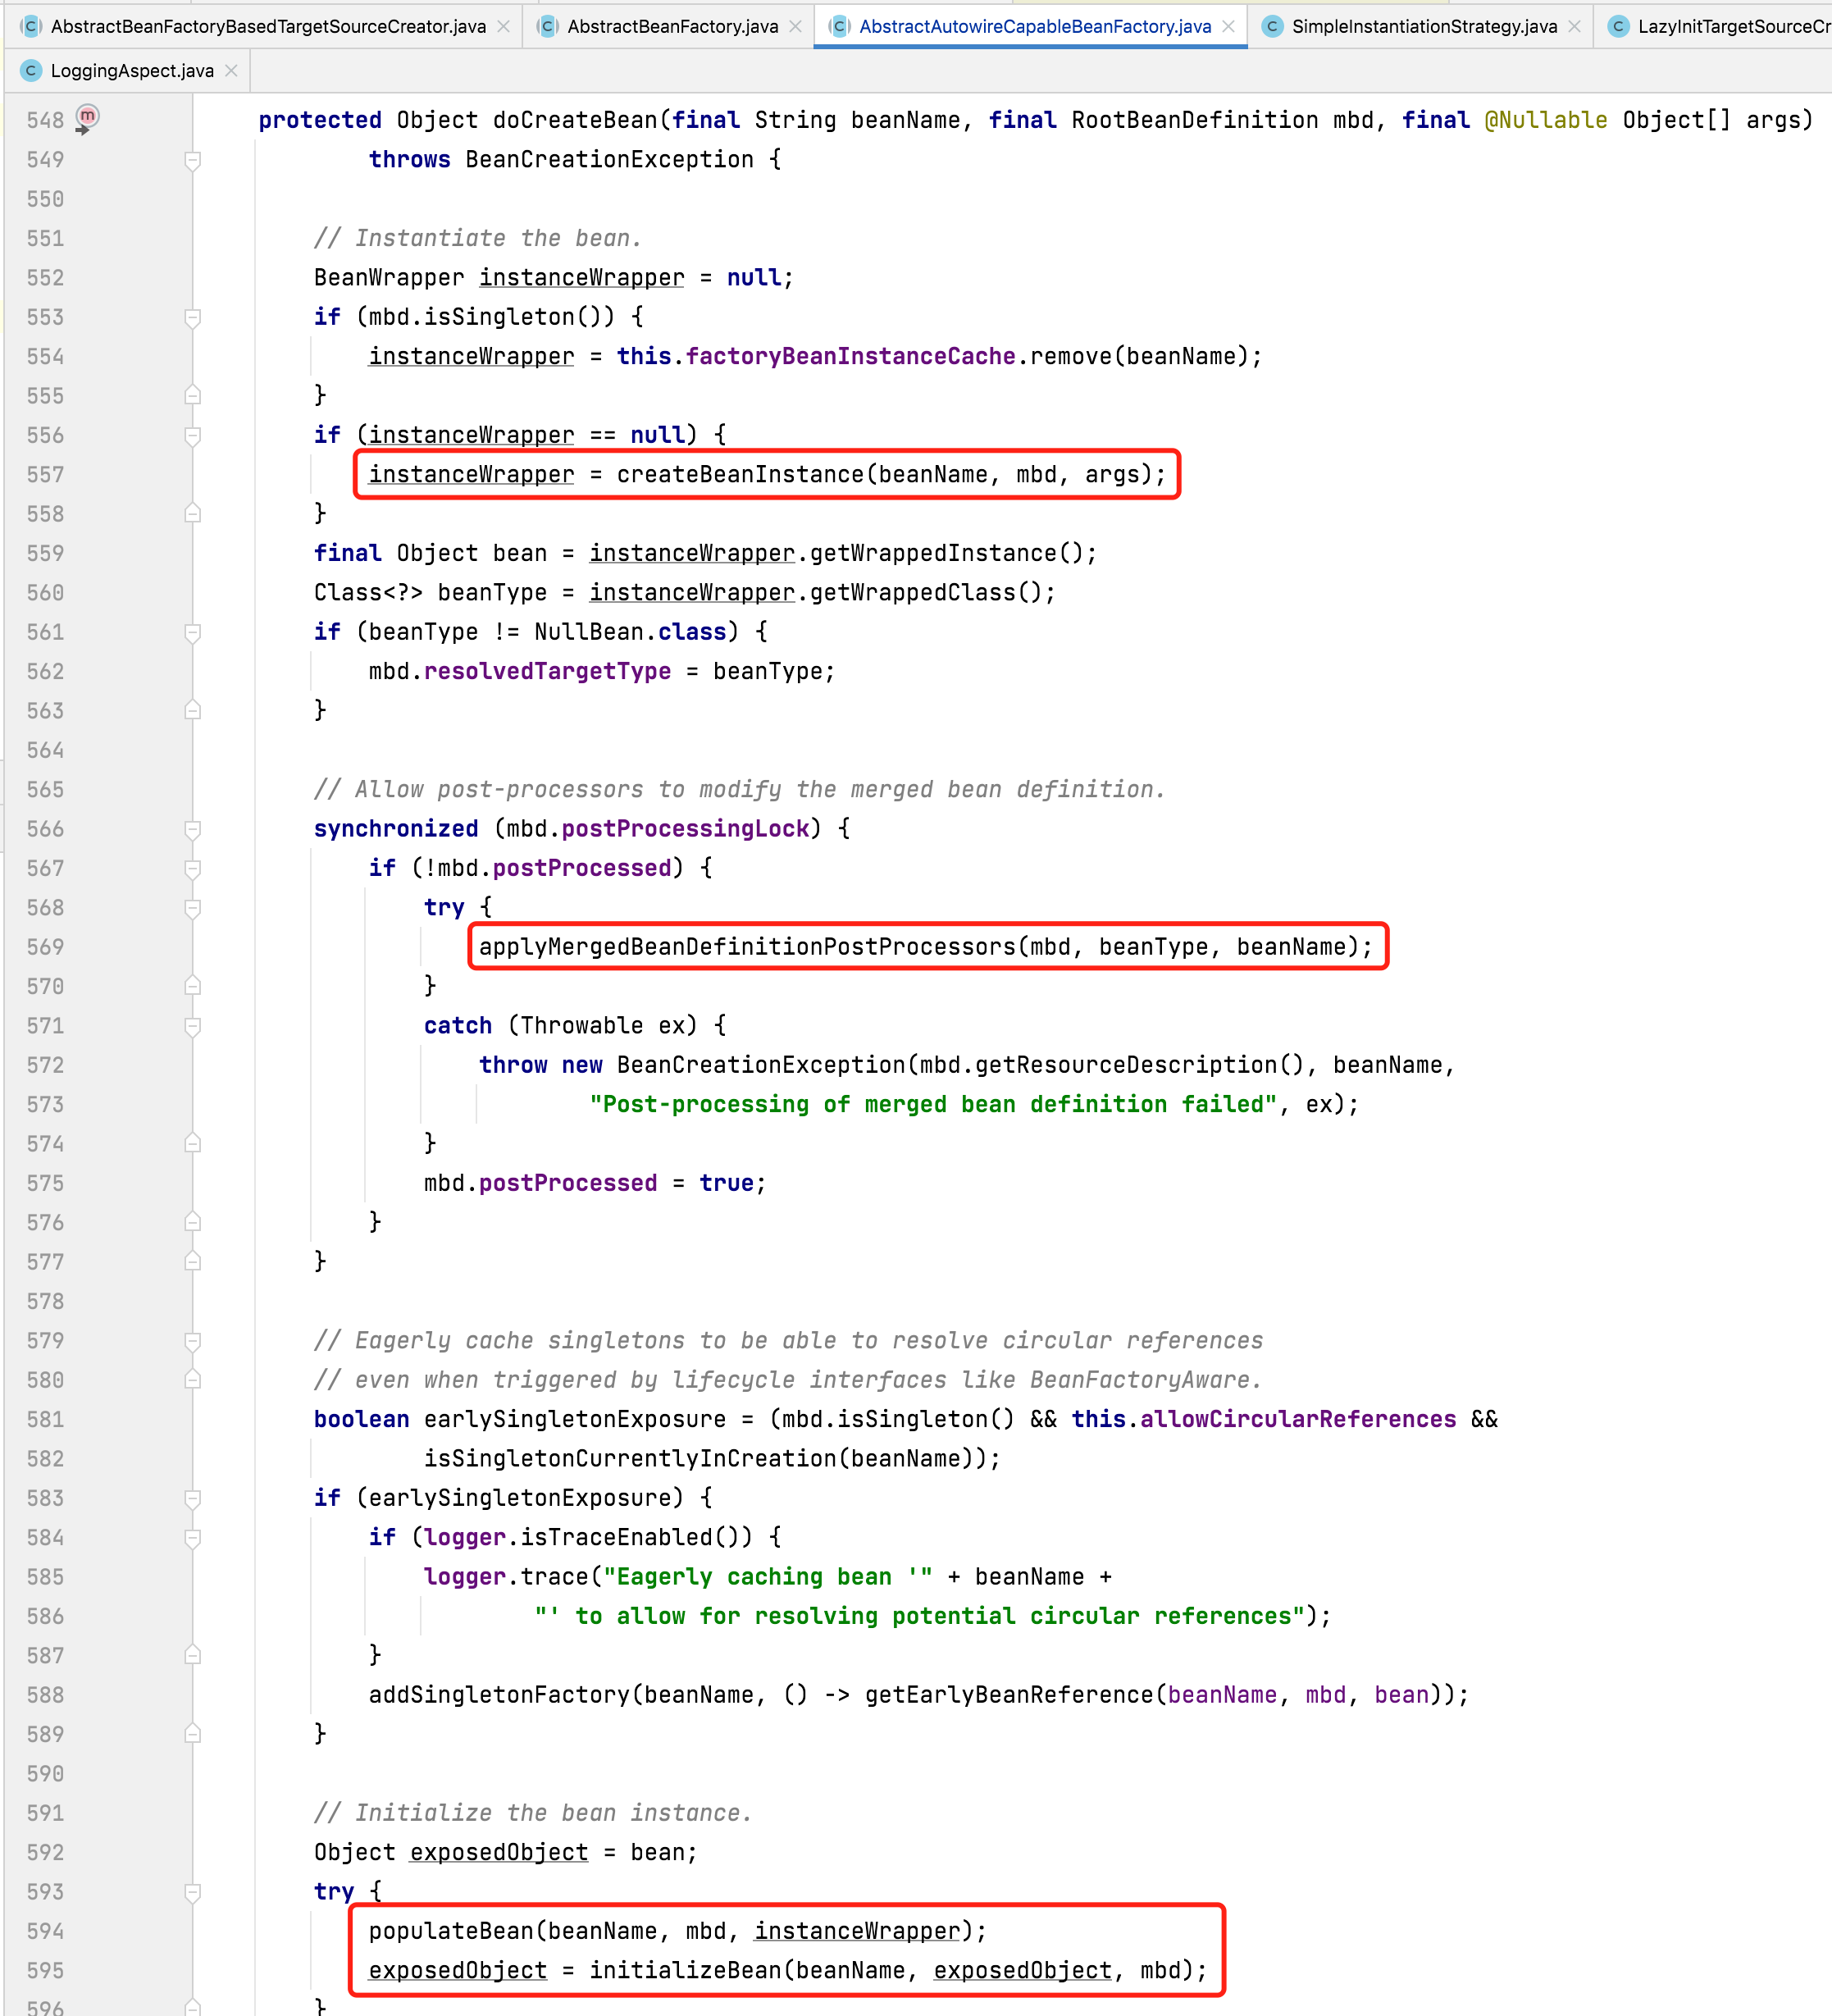 AbstractBeanFactoryBasedTargetSourceCreator.java AbstractBeanFactory.java AbstractAutowireCapableBeanFactory.java SimpleInstantiationStrategy.java LazyInitTargetSourceCr
LoggingAspect.java
548 protected Object doCreateBean(final String beanName, final RootBeanDefinition mbd, final @Nullable Object[] args)
549 throws BeanCreationException {
550
551 // Instantiate the bean.
552 BeanWrapper instanceWrapper = null;
553 if (mbd.isSingleton()) {
554 instanceWrapper = this.factoryBeanInstanceCache.remove(beanName);
555 }
556 if (instanceWrapper == null) {
557 instanceWrapper = createBeanInstance(beanName, mbd, args);
558 }
559 final Object bean = instanceWrapper.getWrappedInstance();
560 Class<?> beanType = instanceWrapper.getWrappedClass();
561 if (beanType != NullBean.class) {
562 mbd.resolvedTargetType = beanType;
563 }
564
565 // Allow post-processors to modify the merged bean definition.
566 synchronized (mbd.postProcessingLock) {
567 if (!mbd.postProcessed) {
568 try {
569 applyMergedBeanDefinitionPostProcessors(mbd, beanType, beanName);
570 }
571 catch (Throwable ex) {
572 throw new BeanCreationException(mbd.getResourceDescription(), beanName,
573 "Post-processing of merged bean definition failed", ex);
574 }
575 mbd.postProcessed = true;
576 }
577 }
578
579 // Eagerly cache singletons to be able to resolve circular references
580 // even when triggered by lifecycle interfaces like BeanFactoryAware.
581 boolean earlySingletonExposure = (mbd.isSingleton() && this.allowCircularReferences &&
582 isSingletonCurrentlyInCreation(beanName));
583 if (earlySingletonExposure) {
584 if (logger.isTraceEnabled()) {
585 logger.trace("Eagerly caching bean '" + beanName +
586 "' to allow for resolving potential circular references");
587 }
588 addSingletonFactory(beanName, () -> getEarlyBeanReference(beanName, mbd, bean));
589 }
590
591 // Initialize the bean instance.
592 Object exposedObject = bean;
593 try {
594 populateBean(beanName, mbd, instanceWrapper);
595 exposedObject = initializeBean(beanName, exposedObject, mbd);
596 }